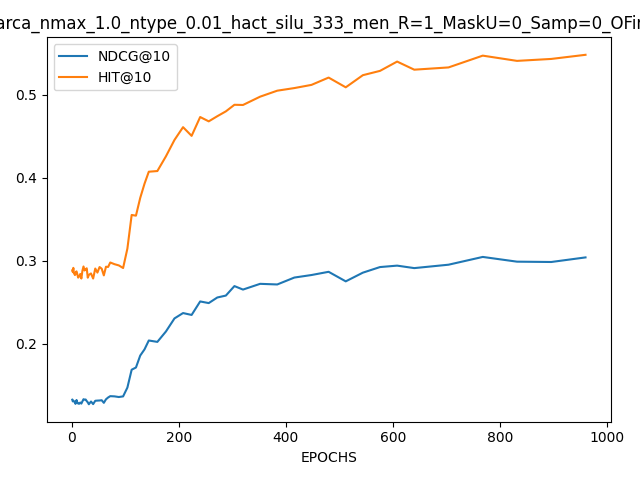 arca_nmax_1.0_ntype_0.01_hact_silu_333_men_R=1_MaskU=0_Samp=0_OFin
NDCG@10
HIT@10
0.5
0.4
0.3
0.2
0 200 400 600 800 1000
EPOCHS